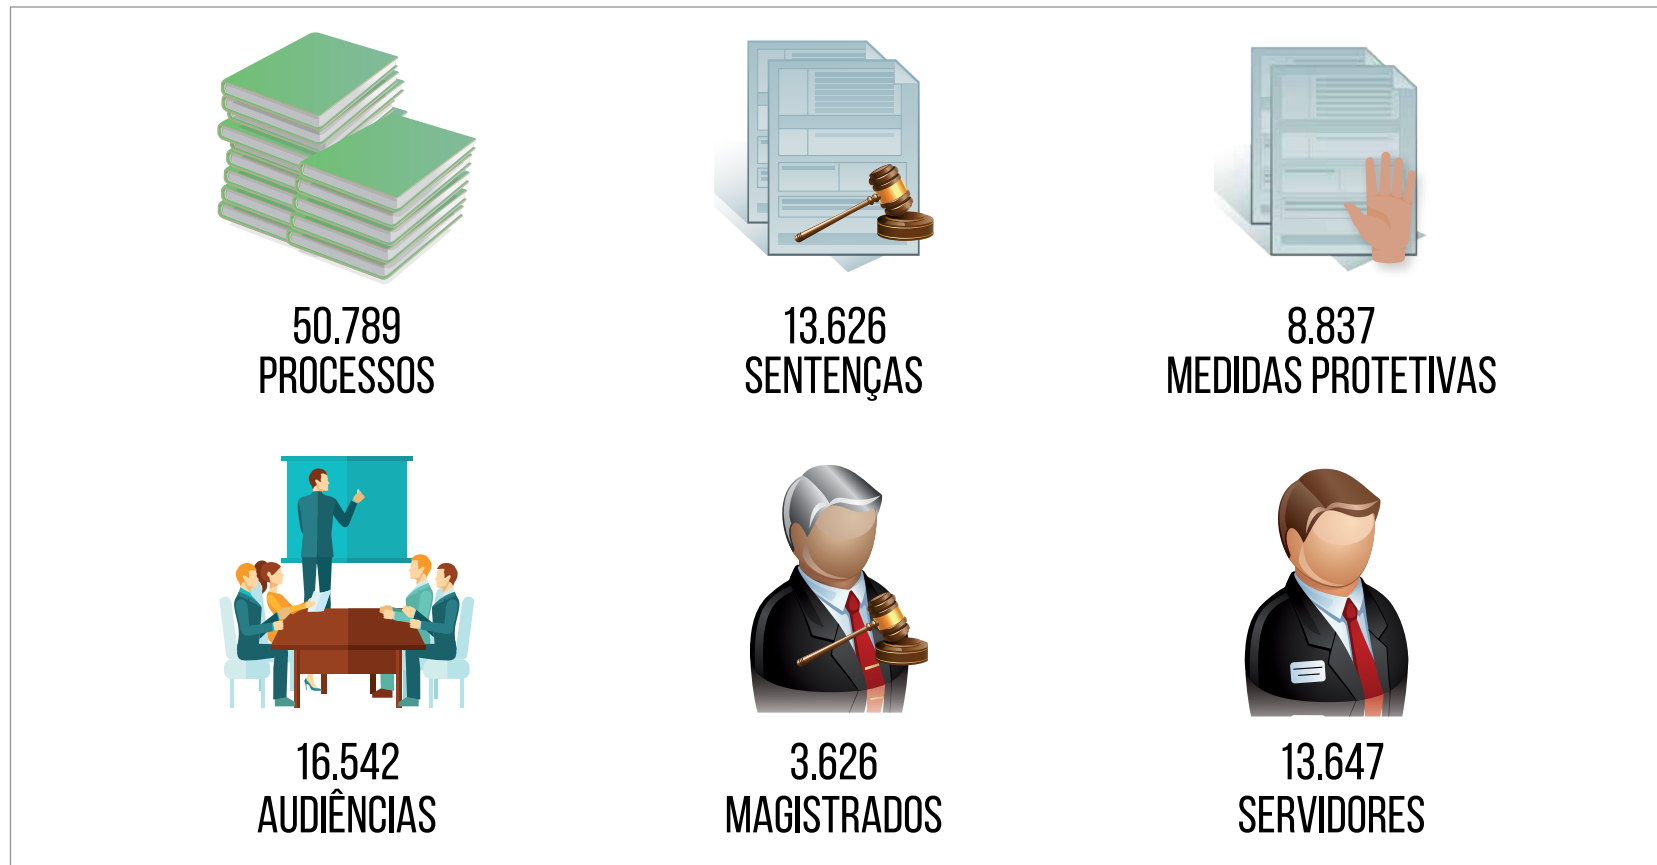 50.789
PROCESSOS
13.626
SENTENÇAS
8.837
MEDIDAS PROTETIVAS
16.542
AUDIÊNCIAS
3.626
MAGISTRADOS
13.647
SERVIDORES